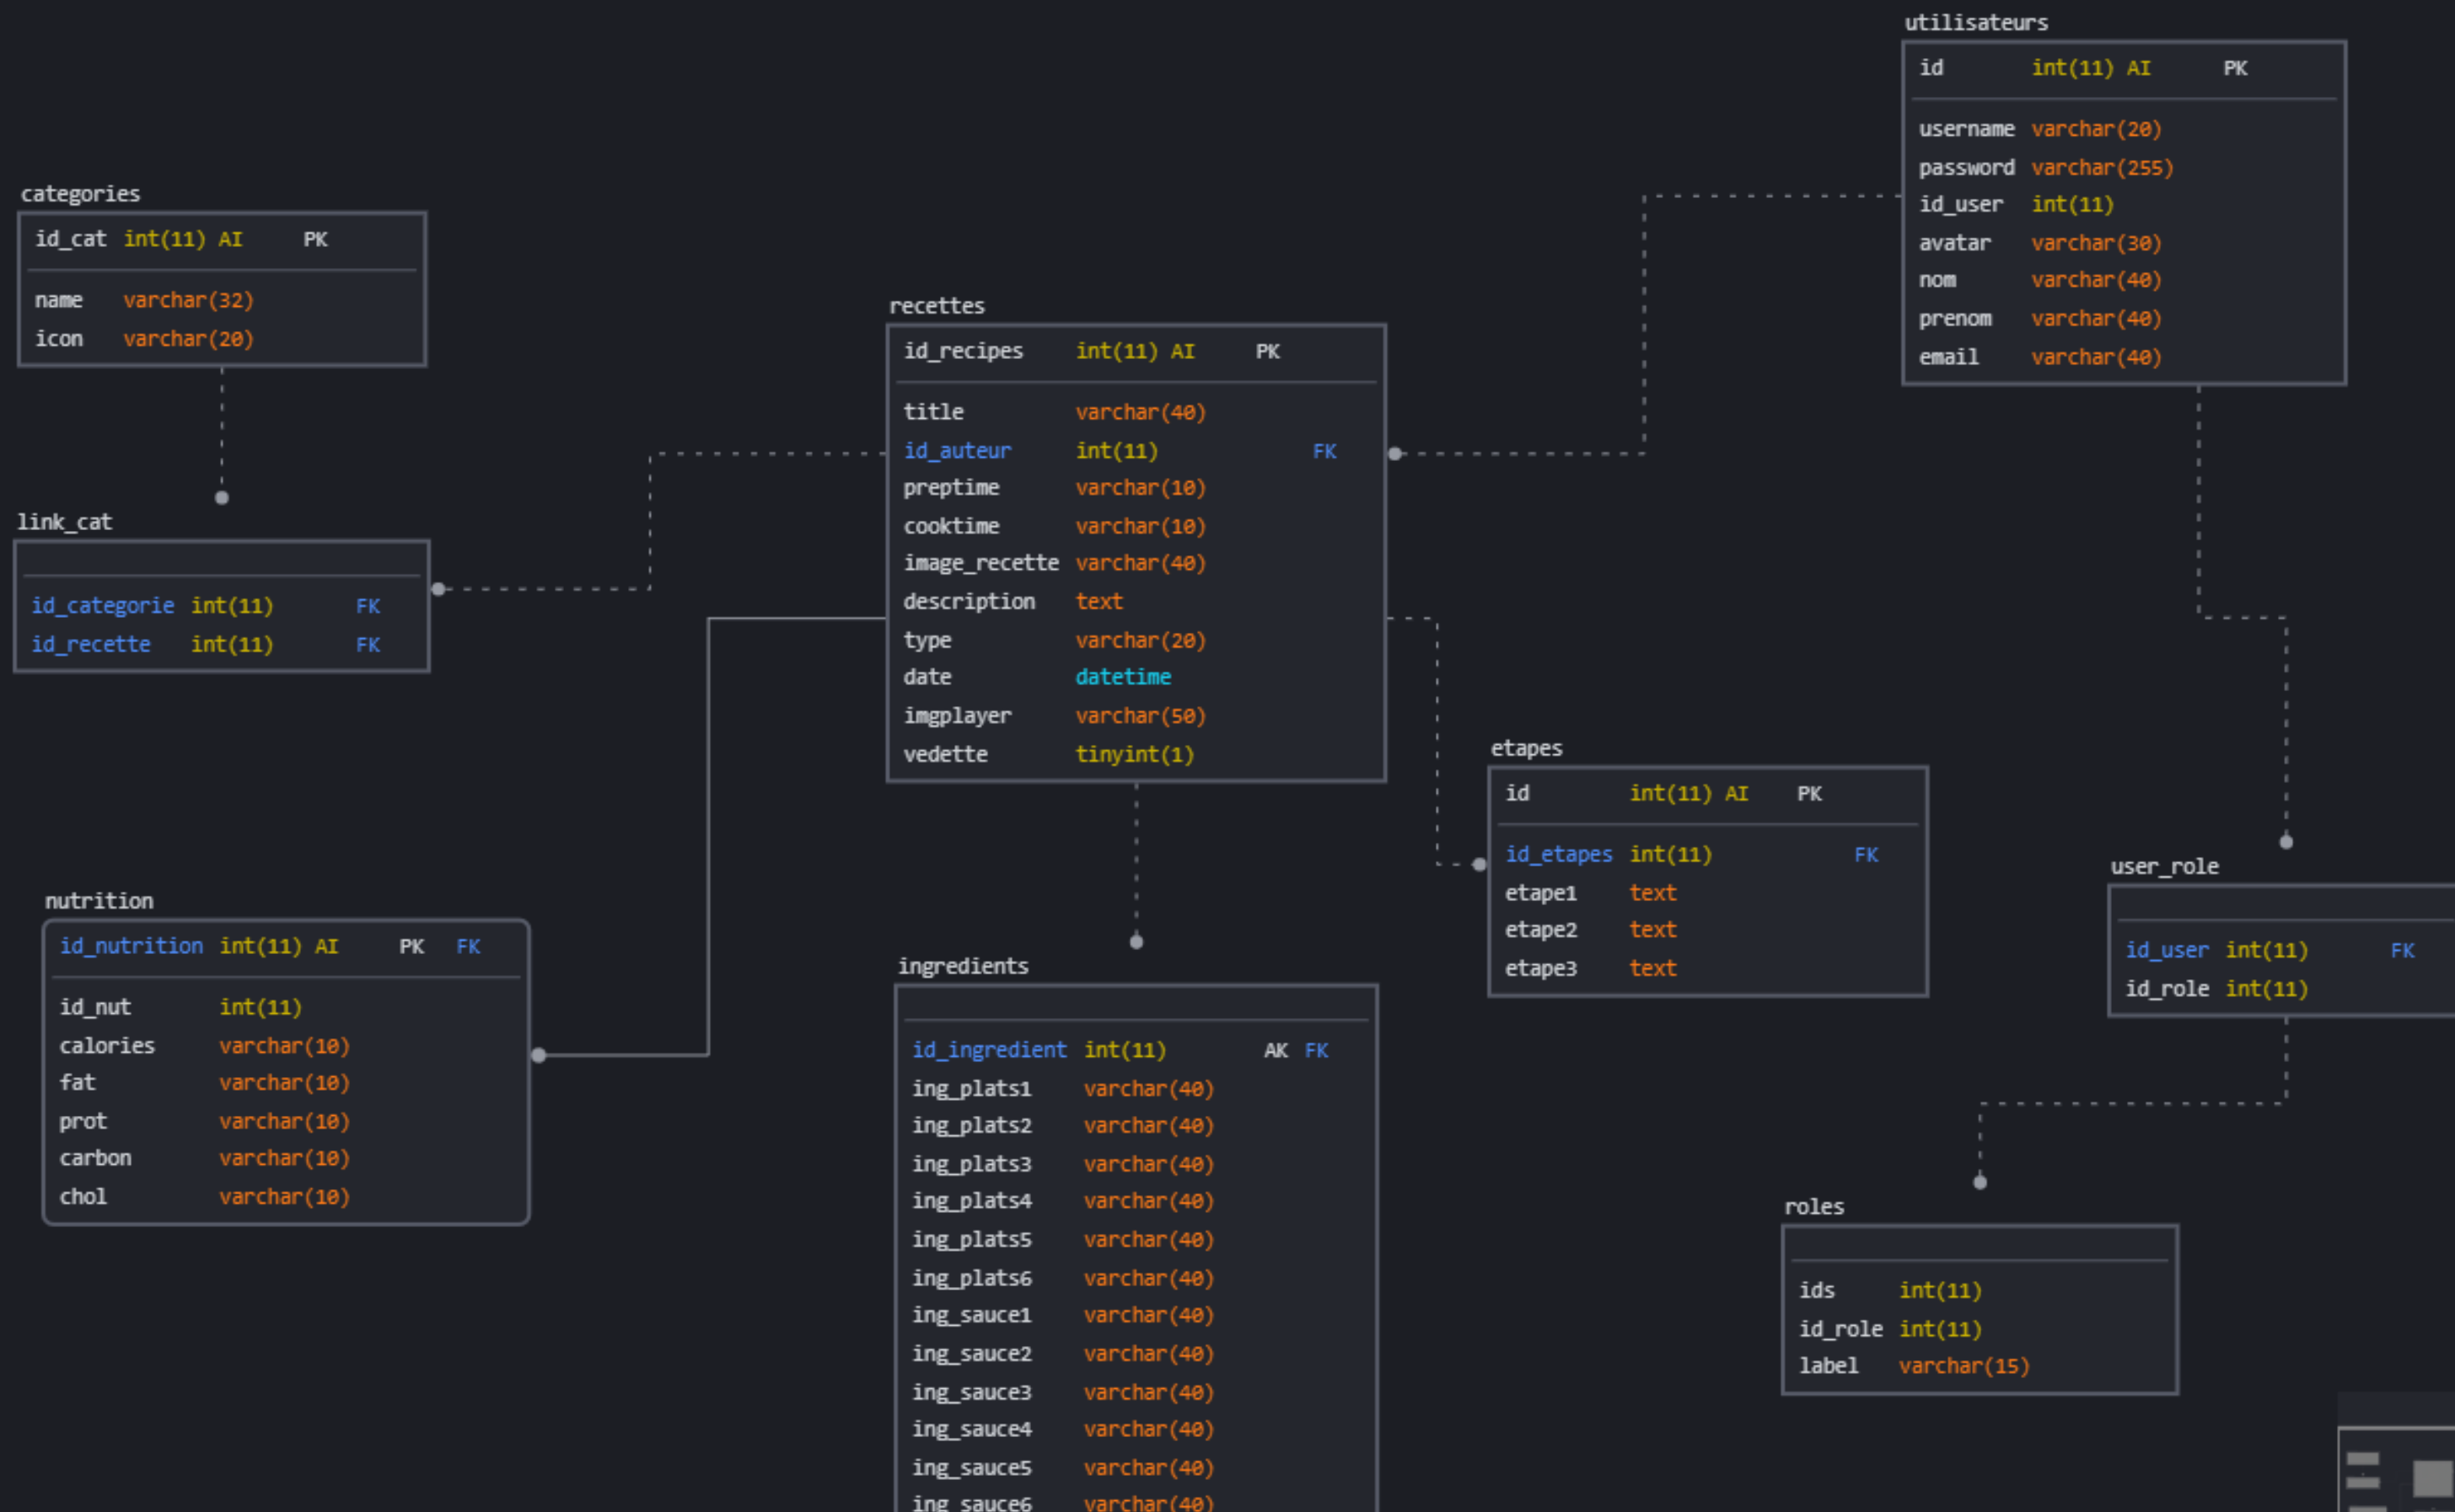 utilisateurs
id int(11) AI PK
username varchar(20)
password varchar(255)
id_user int(11)
avatar varchar(30)
nom varchar(40)
prenom varchar(40)
email varchar(40)
categories
id_cat int(11) AI PK
name varchar(32)
icon varchar(20)
recettes
id_recipes int(11) AI PK
title varchar(40)
id_auteur int(11) FK
preptime varchar(10)
cooktime varchar(10)
image_recette varchar(40)
description text
type varchar(20)
date datetime
imgplayer varchar(50)
vedette tinyint(1)
link_cat
id_categorie int(11) FK
id_recette int(11) FK
etapes
id int(11) AI PK
id_etapes int(11) FK
etape1 text
etape2 text
etape3 text
user_role
id_user int(11) FK
id_role int(11)
nutrition
id_nutrition int(11) AI PK FK
id_nut int(11)
calories varchar(10)
fat varchar(10)
prot varchar(10)
carbon varchar(10)
chol varchar(10)
ingredients
id_ingredient int(11) AK FK
ing_plats1 varchar(40)
ing_plats2 varchar(40)
ing_plats3 varchar(40)
ing_plats4 varchar(40)
ing_plats5 varchar(40)
ing_plats6 varchar(40)
ing_sauce1 varchar(40)
ing_sauce2 varchar(40)
ing_sauce3 varchar(40)
ing_sauce4 varchar(40)
ing_sauce5 varchar(40)
ing_sauce6 varchar(40)
roles
ids int(11)
id_role int(11)
label varchar(15)